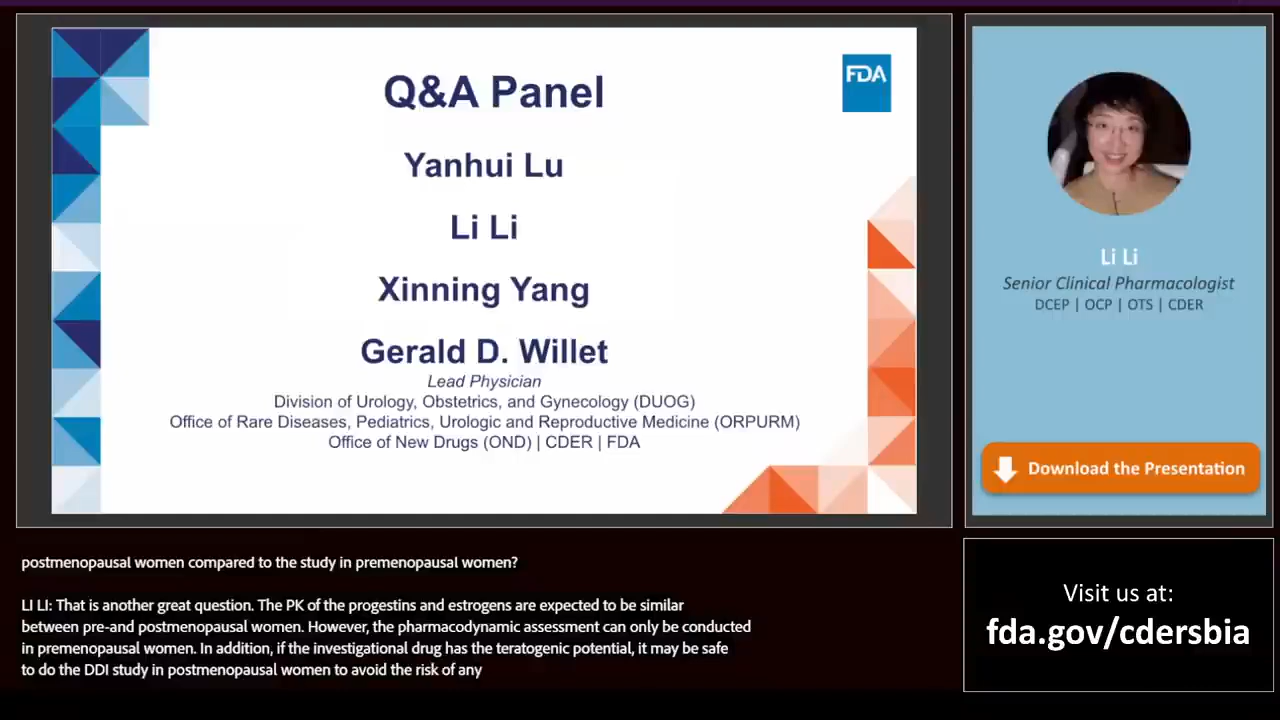 Q&A Panel
FDA
Yanhui Lu
Li Li
Xinning Yang
Gerald D. Willet
Lead Physician
Division of Urology, Obstetrics, and Gynecology (DUOG)
Office of Rare Diseases, Pediatrics, Urologic and Reproductive Medicine (ORPURM)
Office of New Drugs (OND) | CDER | FDA
Li Li
Senior Clinical Pharmacologist
DCEP | OCP | OTS | CDER
Download the Presentation
postmenopausal women compared to the study in premenopausal women?
LI LI: That is another great question. The PK of the progestins and estrogens are expected to be similar
between pre-and postmenopausal women. However, the pharmacodynamic assessment can only be conducted
in premenopausal women. In addition, if the investigational drug has the teratogenic potential, it may be safe
to do the DDI study in postmenopausal women to avoid the risk of any
Visit us at:
fda.gov/cdersbia